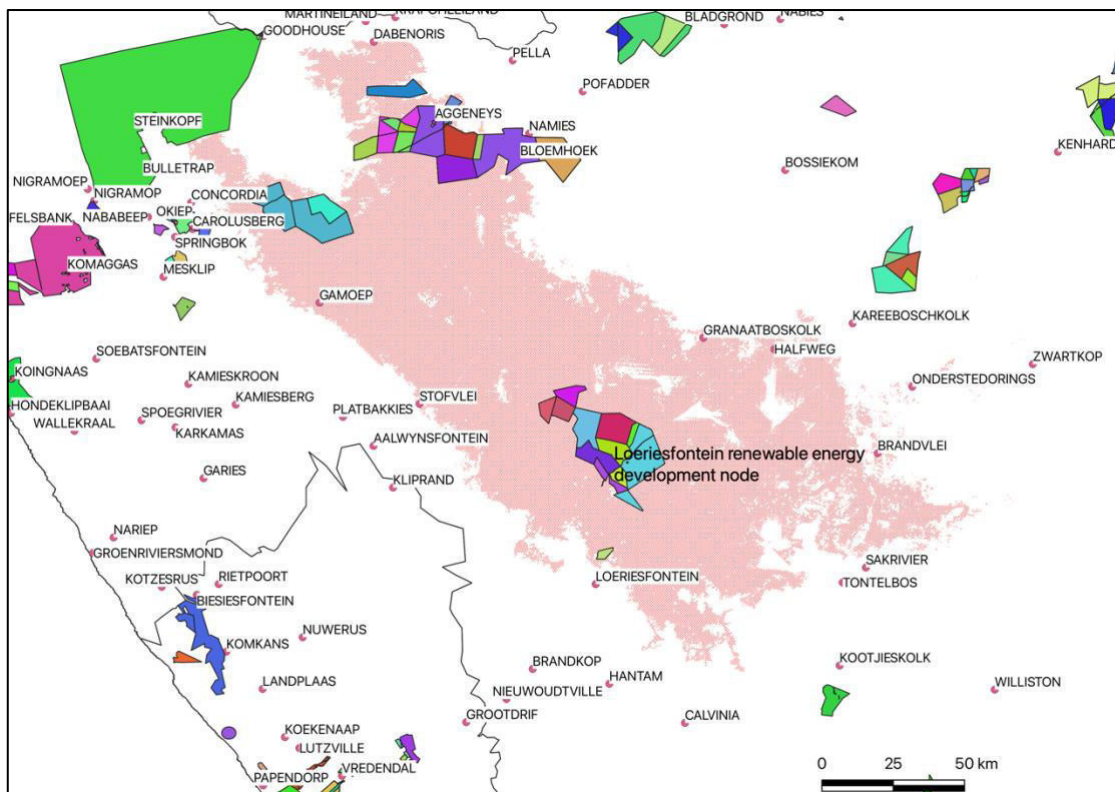 MARTINEILAND
KRAPOHLEILAND
NABIES
BLADGROND
GOODHOUSE
DABENORIS
PELLA
POFADDER
AGGENEYS
STEINKOPF
NAMIES
BLOEMHOEK
KENHARD
BULLETRAP
BOSSIEKOM
NIGRAMOEP
NIGRAMOP
CONCORDIA
FELSBANK
NABABEEP
OKIEP
CAROLUSBERG
SPRINGBOK
KOMAGGAS
MESKLIP
GAMOEP
KAREEBOSCHKOLK
GRANAATBOSKOLK
HALFWEG
SOEBATSFONTEIN
ZWARTKOP
KOINGNAAS
KAMIESKROON
ONDERSTEDORINGS
STOFVLEI
HONDEKLIPBAAI
SPOEGRIVIER
KAMIESBERG
PLATBAKKIES
WALLEKRAAL
KARKAMAS
AALWYNSFONTEIN
BRANDVLEI
Loeriesfontein renewable energy
development node
GARIES
KLIPRAND
NARIEP
GROENRIVIERSMOND
SAKRIVIER
KOTZESRUS
RIETPOORT
LOERIESFONTEIN
TONTELBOS
BIESIESFONTEIN
NUWERUS
KOMKANS
BRANDKOP
KOOTJIESKOLK
HANTAM
LANDPLAAS
NIEUWOUDTVILLE
WILLISTON
GROOTDRIF
CALVINIA
KOEKENAAP
LUTZVILLE
VREDENDAL
PAPENDORP
0 25 50 km